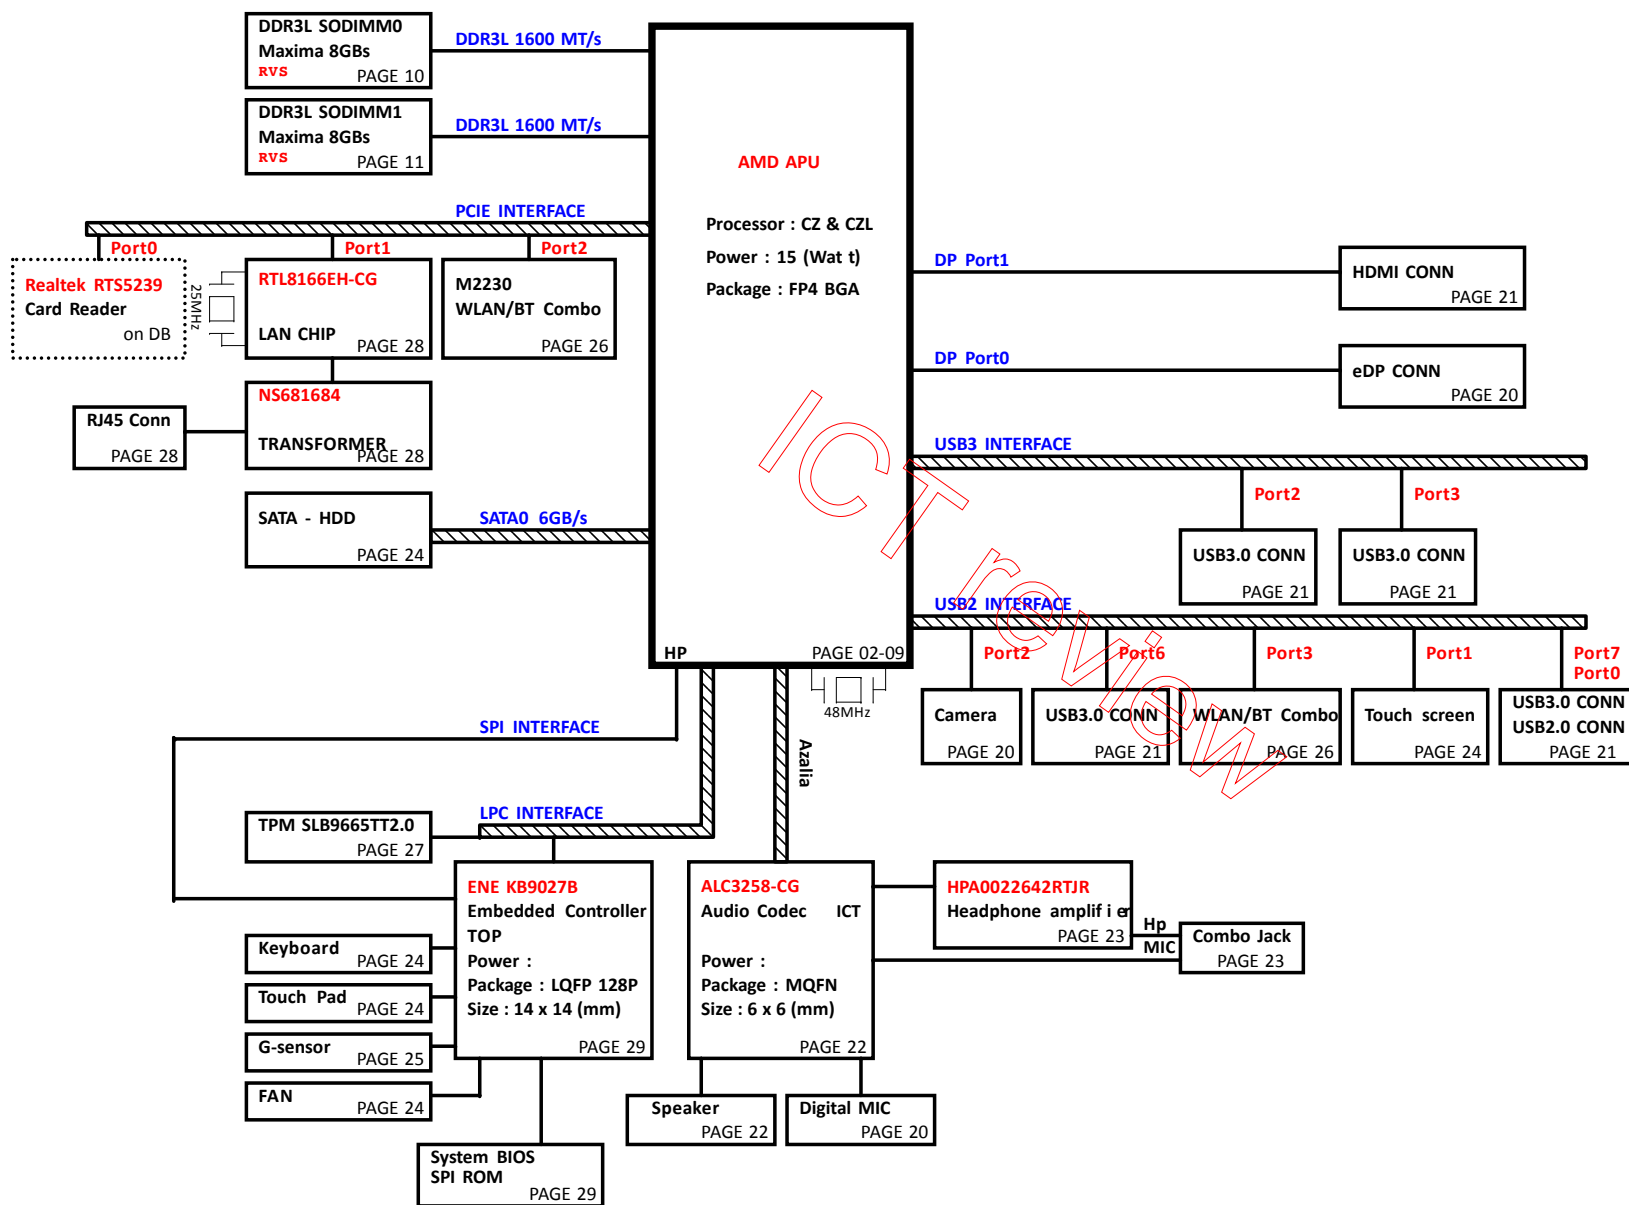 DDR3L SODIMM0
Maxima 8GBs
RVS
PAGE 10
DDR3L 1600 MT/s
DDR3L SODIMM1
Maxima 8GBs
RVS
PAGE 11
DDR3L 1600 MT/s
AMD APU
Processor : CZ & CZL
Power : 15 (Wat t)
Package : FP4 BGA
HP
PAGE 02-09
48MHz
PCIE INTERFACE
Port0
Port1
Port2
Realtek RTS5239
Card Reader
on DB
25MHz
RTL8166EH-CG
LAN CHIP
PAGE 28
M2230
WLAN/BT Combo
PAGE 26
RJ45 Conn
PAGE 28
NS681684
TRANSFORMER
PAGE 28
SATA - HDD
PAGE 24
SATA0 6GB/s
DP Port1
HDMI CONN
PAGE 21
DP Port0
eDP CONN
PAGE 20
USB3 INTERFACE
Port2
Port3
USB3.0 CONN
PAGE 21
USB3.0 CONN
PAGE 21
USB2 INTERFACE
Port2
Port6
Port3
Port1
Port7
Port0
Camera
PAGE 20
USB3.0 CONN
PAGE 21
WLAN/BT Combo
PAGE 26
Touch screen
PAGE 24
USB3.0 CONN
USB2.0 CONN
PAGE 21
ICT review
SPI INTERFACE
Azalia
LPC INTERFACE
TPM SLB9665TT2.0
PAGE 27
ENE KB9027B
Embedded Controller
TOP
Power :
Package : LQFP 128P
Size : 14 x 14 (mm)
PAGE 29
Keyboard
PAGE 24
Touch Pad
PAGE 24
G-sensor
PAGE 25
FAN
PAGE 24
System BIOS
SPI ROM
PAGE 29
ALC3258-CG
Audio Codec ICT
Power :
Package : MQFN
Size : 6 x 6 (mm)
PAGE 22
HPA0022642RTJR
Headphone amplif i er
PAGE 23
Hp
MIC
Combo Jack
PAGE 23
Speaker
PAGE 22
Digital MIC
PAGE 20